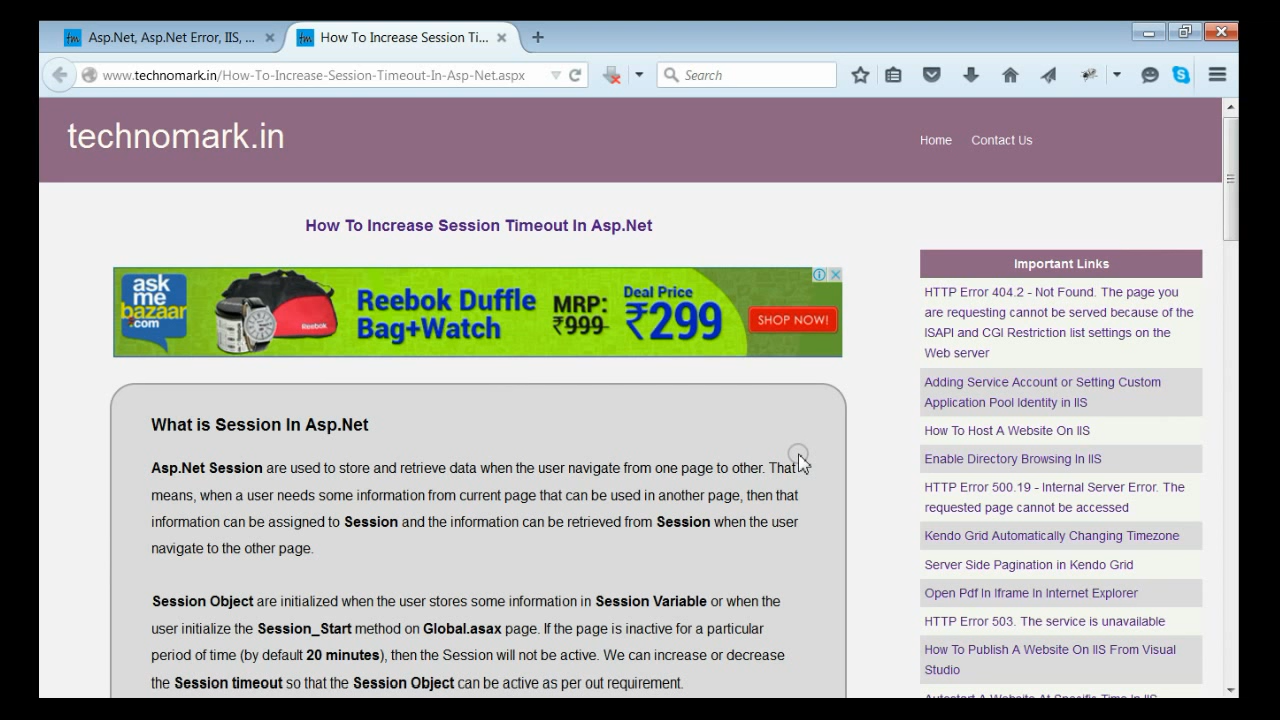 Asp.Net, Asp.Net Error, IIS, ...
How To Increase Session Ti...
www.technomark.in/How-To-Increase-Session-Timeout-In-Asp-Net.aspx
Search
technomark.in
Home
Contact Us
How To Increase Session Timeout In Asp.Net
ask
me
bazaar
.com
Reebok
Reebok Duffle
Bag+Watch
MRP:
₹999
Deal Price
₹299
SHOP NOW!
What is Session In Asp.Net
Asp.Net Session are used to store and retrieve data when the user navigate from one page to other. That
means, when a user needs some information from current page that can be used in another page, then that
information can be assigned to Session and the information can be retrieved from Session when the user
navigate to the other page.
Session Object are initialized when the user stores some information in Session Variable or when the
user initialize the Session_Start method on Global.asax page. If the page is inactive for a particular
period of time (by default 20 minutes), then the Session will not be active. We can increase or decrease
the Session timeout so that the Session Object can be active as per out requirement.
Important Links
HTTP Error 404.2 - Not Found. The page you
are requesting cannot be served because of the
ISAPI and CGI Restriction list settings on the
Web server
Adding Service Account or Setting Custom
Application Pool Identity in IIS
How To Host A Website On IIS
Enable Directory Browsing In IIS
HTTP Error 500.19 - Internal Server Error. The
requested page cannot be accessed
Kendo Grid Automatically Changing Timezone
Server Side Pagination in Kendo Grid
Open Pdf In Iframe In Internet Explorer
HTTP Error 503. The service is unavailable
How To Publish A Website On IIS From Visual
Studio
Autostart A Website At Specific Time In IIS